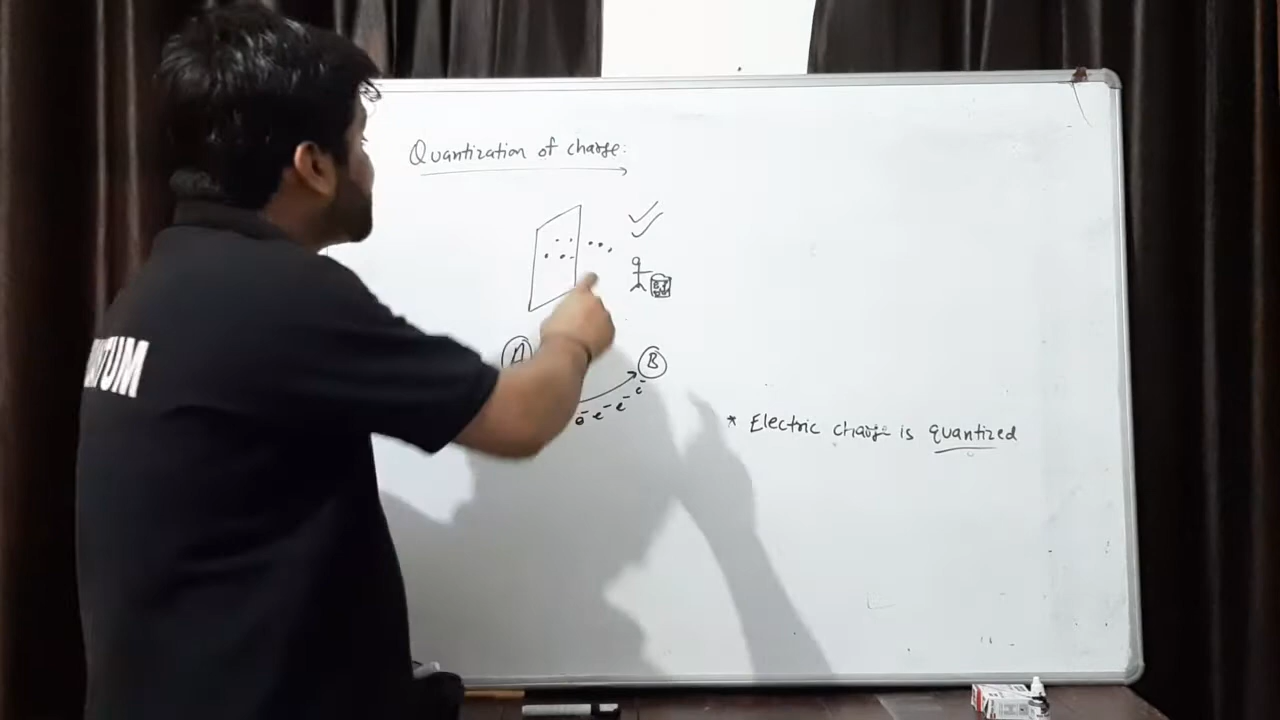 Quantization of charge:
A
B
e⁻ e⁻ e⁻ e⁻
* Electric charge is quantized